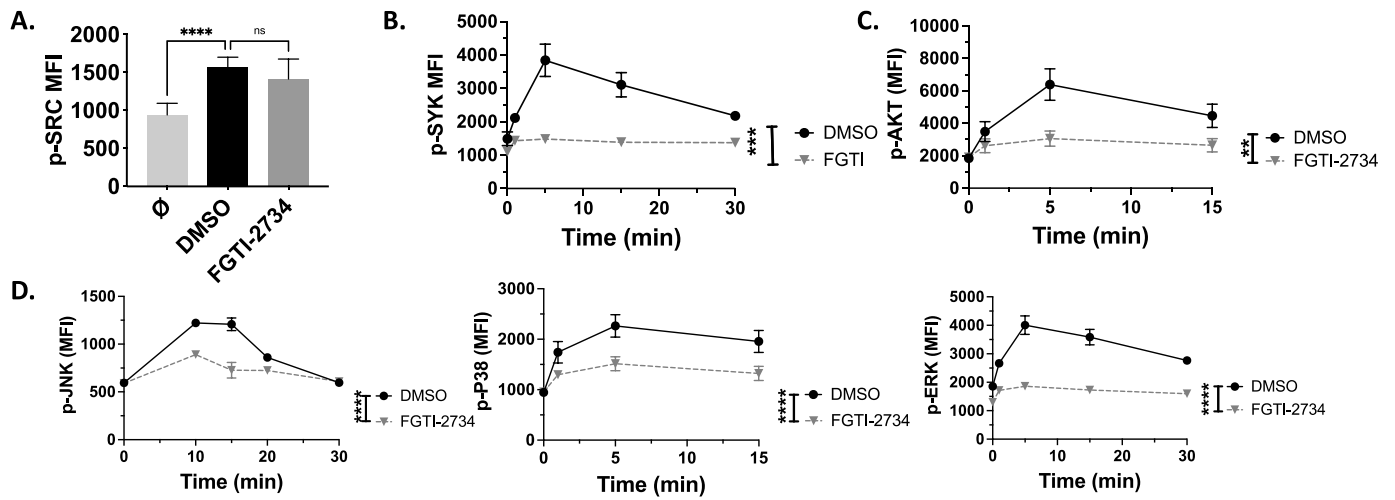 A.
p-SRC MFI
2000
1500
1000
500
0
****
ns
Ø
DMSO
FGTI-2734
B.
p-SYK MFI
5000
4000
3000
2000
1000
0
0
10
20
30
Time (min)
***
DMSO
FGTI
C.
p-AKT (MFI)
10000
8000
6000
4000
2000
0
0
5
10
15
Time (min)
**
DMSO
FGTI-2734
D.
p-JNK (MFI)
1500
1000
500
0
0
10
20
30
Time (min)
****
DMSO
FGTI-2734
p-P38 (MFI)
3000
2000
1000
0
0
5
10
15
Time (min)
****
DMSO
FGTI-2734
p-ERK (MFI)
5000
4000
3000
2000
1000
0
0
10
20
30
Time (min)
****
DMSO
FGTI-2734